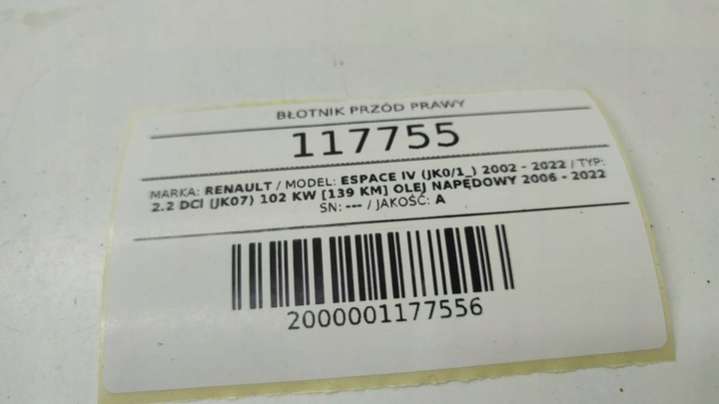 BŁOTNIK PRZÓD PRAWY
117755
MARKA: RENAULT / MODEL: ESPACE IV (JK0/1_) 2002 - 2022 / TYP:
2.2 DCI (JK07) 102 KW [139 KM] OLEJ NAPĘDOWY 2006 - 2022
SN: --- / JAKOŚĆ: A
2000001177556